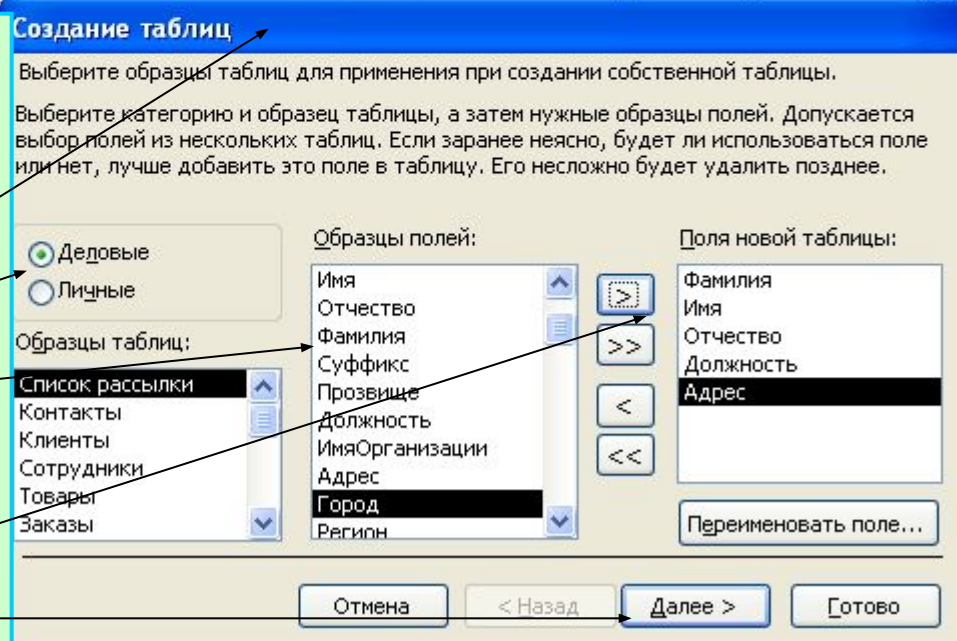 Создание таблиц
Выберите образцы таблиц для применения при создании собственной таблицы.
Выберите категорию и образец таблицы, а затем нужные образцы полей. Допускается
выбор полей из нескольких таблиц. Если заранее неясно, будет ли использоваться поле
или нет, лучше добавить это поле в таблицу. Его несложно будет удалить позднее.
Деловые
Личные
Образцы таблиц:
Список рассылки
Контакты
Клиенты
Сотрудники
Товары
Заказы
Образцы полей:
Имя
Отчество
Фамилия
Суффикс
Прозвище
Должность
ИмяОрганизации
Адрес
Город
Регион
>
>>
<
<<
Поля новой таблицы:
Фамилия
Имя
Отчество
Должность
Адрес
Переименовать поле...
Отмена
< Назад
Далее >
Готово